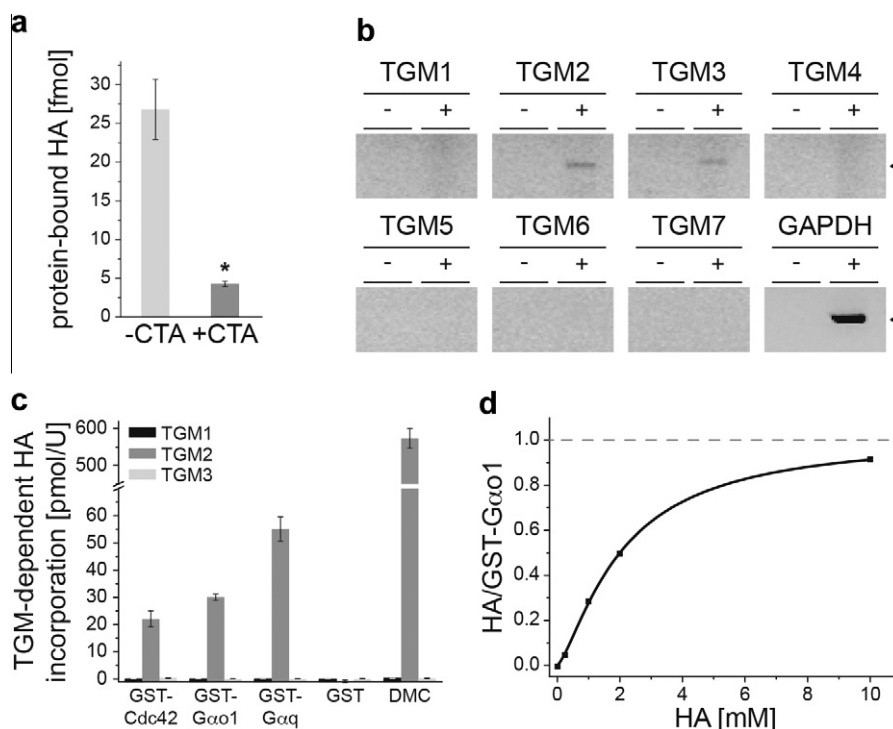 a
protein-bound HA [fmol]
30
25
20
15
10
5
0
*
-CTA +CTA
b
TGM1 TGM2 TGM3 TGM4
- + - + - + - +
TGM5 TGM6 TGM7 GAPDH
- + - + - + - +
c
TGM-dependent HA
incorporation [pmol/U]
600
500
60
50
40
30
20
10
0
TGM1
TGM2
TGM3
GST- GST- GST- GST DMC
Cdc42 Gαo1 Gαq
d
HA/GST-Gαo1
1.0
0.8
0.6
0.4
0.2
0.0
0 2 4 6 8 10
HA [mM]